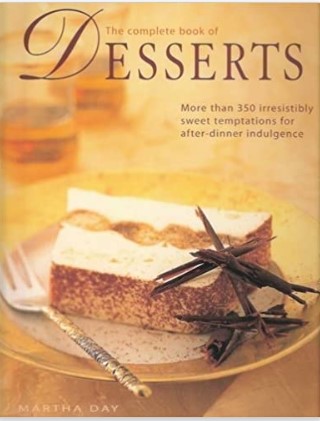 The complete book of
DESSERTS
More than 350 irresistibly
sweet temptations for
after-dinner indulgence
MARTHA DAY